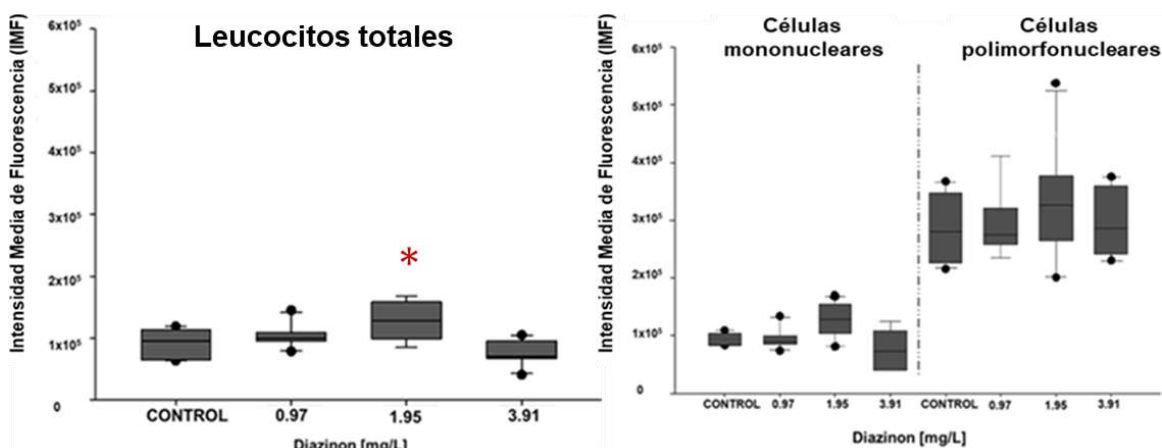 Leucocitos totales
Intensidad Media de Fluorescencia (IMF)
6x10⁵
5x10⁵
4x10⁵
3x10⁵
2x10⁵
1x10⁵
0
*
CONTROL 0.97 1.95 3.91
Diazinon [mg/L]
Células
mononucleares
Células
polimorfonucleares
Intensidad Media de Fluorescencia (IMF)
6x10⁵
5x10⁵
4x10⁵
3x10⁵
2x10⁵
1x10⁵
0
CONTROL 0.97 1.95 3.91 CONTROL 0.97 1.95 3.91
Diazinon [mg/L]